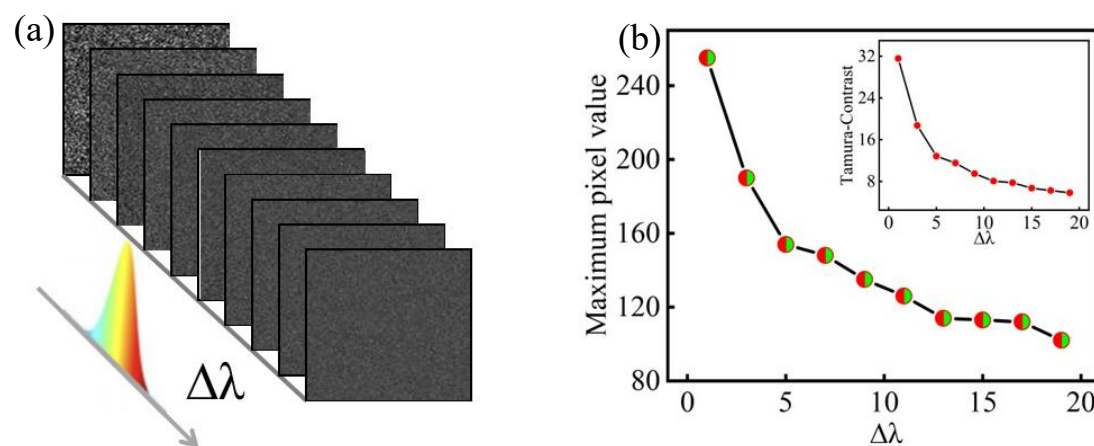 (a)
Δλ
(b)
Maximum pixel value
240
200
160
120
80
0 5 10 15 20
Δλ
Tamura-Contrast
32
24
16
8
0 5 10 15 20
Δλ